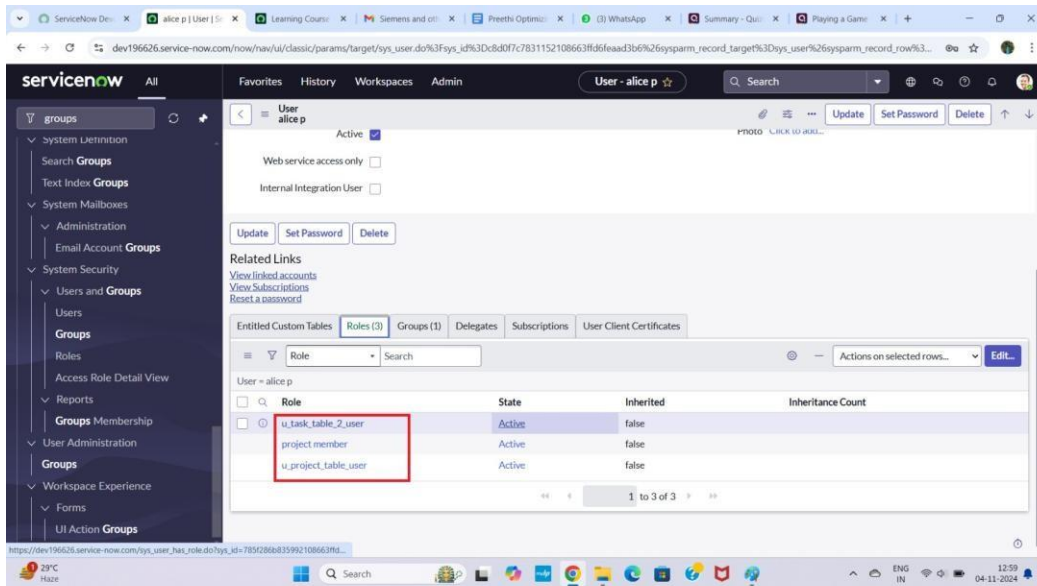 ServiceNow Dev
alice p | User | S
Learning Course
Siemens and oth
Preethi Optimiz
(3) WhatsApp
Summary - Qui
Playing a Game
dev196626.service-now.com/now/nav/ui/classic/params/target/sys_user.do%3Fsys_id%3Dc8d0f7c7831152108663ffd6feaad3b6%26sysparm_record_target%3Dsys_user%26sysparm_record_row%3...
servicenow All Favorites History Workspaces Admin User - alice p Search
groups
User
alice p
Update Set Password Delete
System Definition
Search Groups
Text Index Groups
System Mailboxes
Administration
Email Account Groups
System Security
Users and Groups
Users
Groups
Roles
Access Role Detail View
Reports
Groups Membership
User Administration
Groups
Workspace Experience
Forms
UI Action Groups
Active
Photo Click to add...
Web service access only
Internal Integration User
Update Set Password Delete
Related Links
View linked accounts
View Subscriptions
Reset a password
Entitled Custom Tables Roles (3) Groups (1) Delegates Subscriptions User Client Certificates
Role Search Actions on selected rows... Edit...
User = alice p
Role State Inherited Inheritance Count
u_task_table_2_user Active false
project member Active false
u_project_table_user Active false
1 to 3 of 3
https://dev196626.service-now.com/sys_user_has_role.do?sys_id=785f286b835992108663ffd...
29°C
Haze
Search
ENG
IN
12:59
04-11-2024